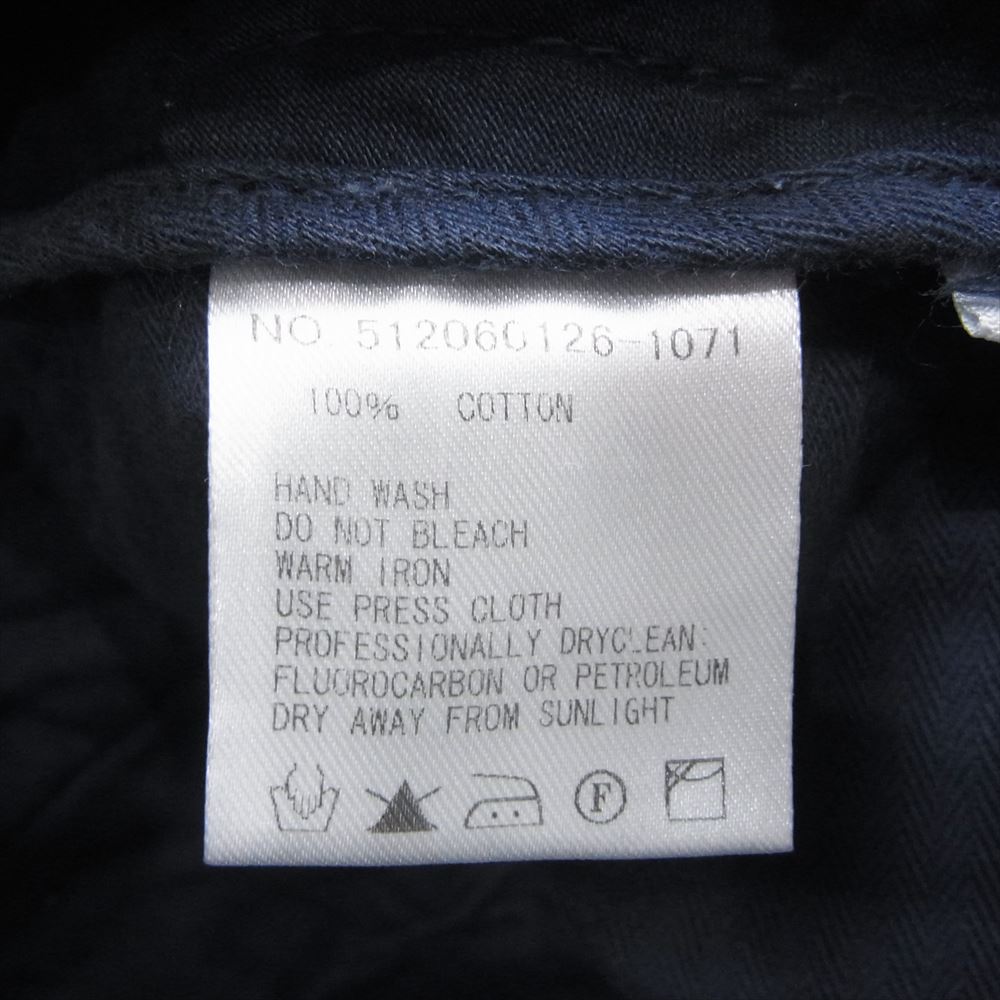 NO. 512060126-1071
100% COTTON
HAND WASH
DO NOT BLEACH
WARM IRON
USE PRESS CLOTH
PROFESSIONALLY DRYCLEAN:
FLUOROCARBON OR PETROLEUM
DRY AWAY FROM SUNLIGHT
F